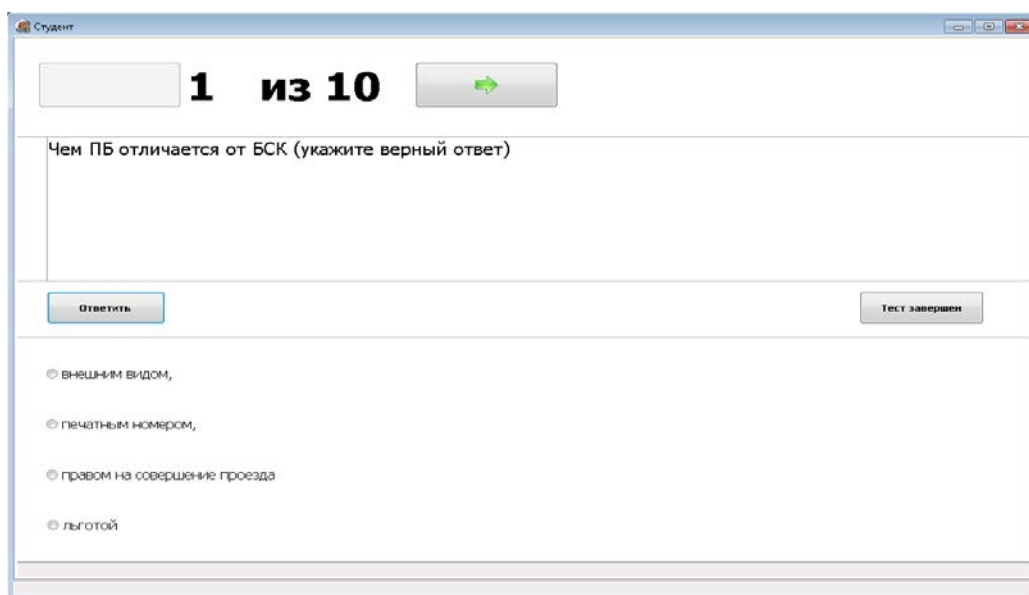 Студент
1 из 10
Чем ПБ отличается от БСК (укажите верный ответ)
Ответить
Тест завершен
внешним видом,
печатным номером,
правом на совершение проезда
льготой